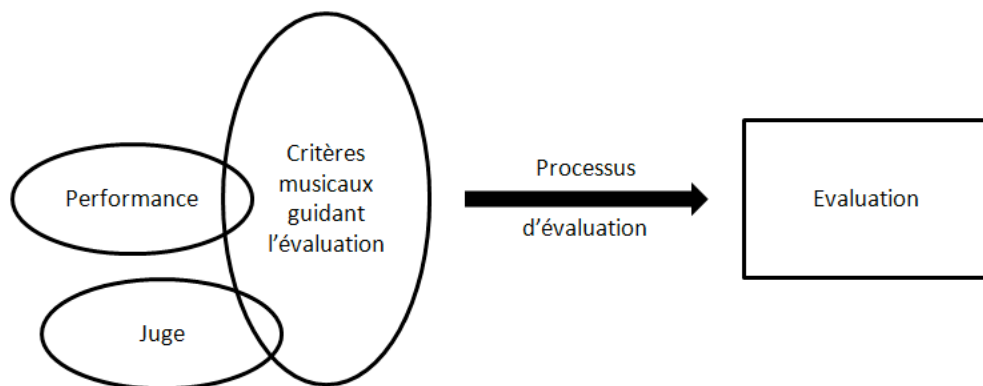 Performance
Juge
Critères
musicaux
guidant
l’évaluation
Processus
d’évaluation
Evaluation